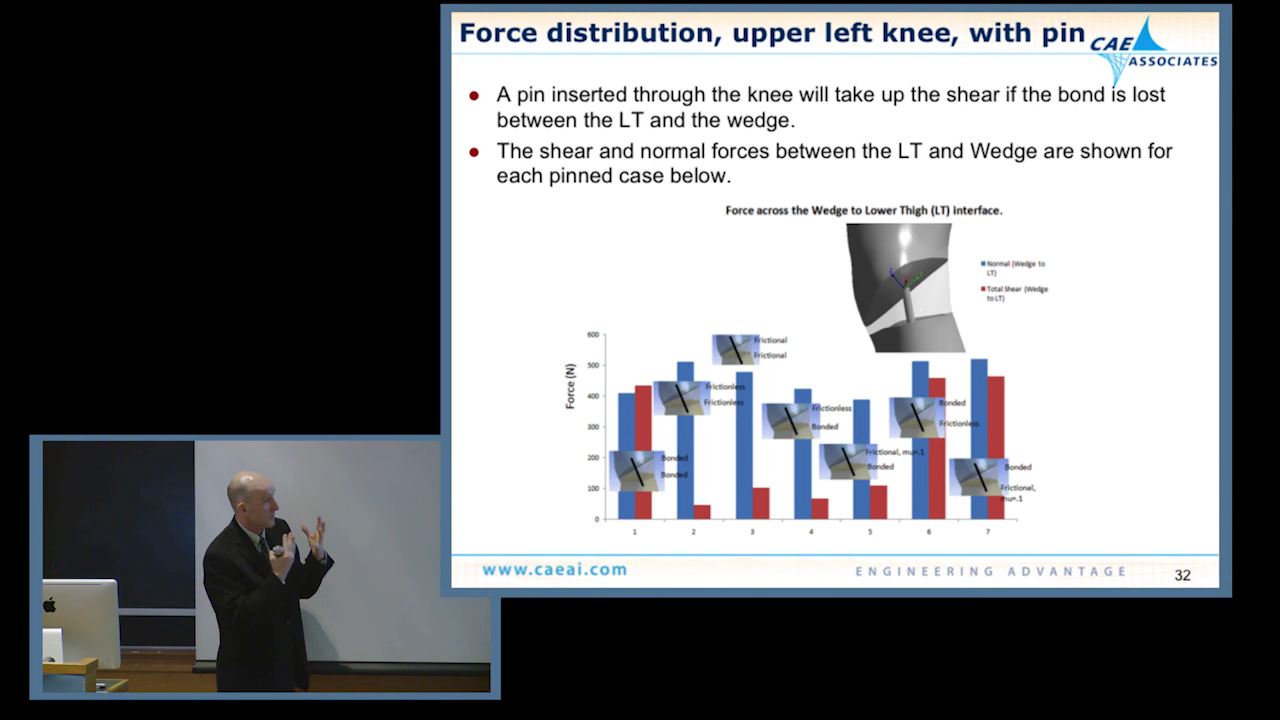 Force distribution, upper left knee, with pin
CAE
ASSOCIATES
A pin inserted through the knee will take up the shear if the bond is lost
between the LT and the wedge.
The shear and normal forces between the LT and Wedge are shown for
each pinned case below.
Force across the Wedge to Lower Thigh (LT) interface.
Normal (Wedge to
LT)
Total Shear (Wedge
to LT)
Force (N)
600
500
400
300
200
100
0
Bonded
Bonded
Frictionless
Frictionless
Frictional
Frictional
Frictionless
Bonded
Frictional, mu=.1
Bonded
Bonded
Frictionless
Bonded
Frictional,
mu=.1
1 2 3 4 5 6 7
www.caeai.com
ENGINEERING ADVANTAGE
32